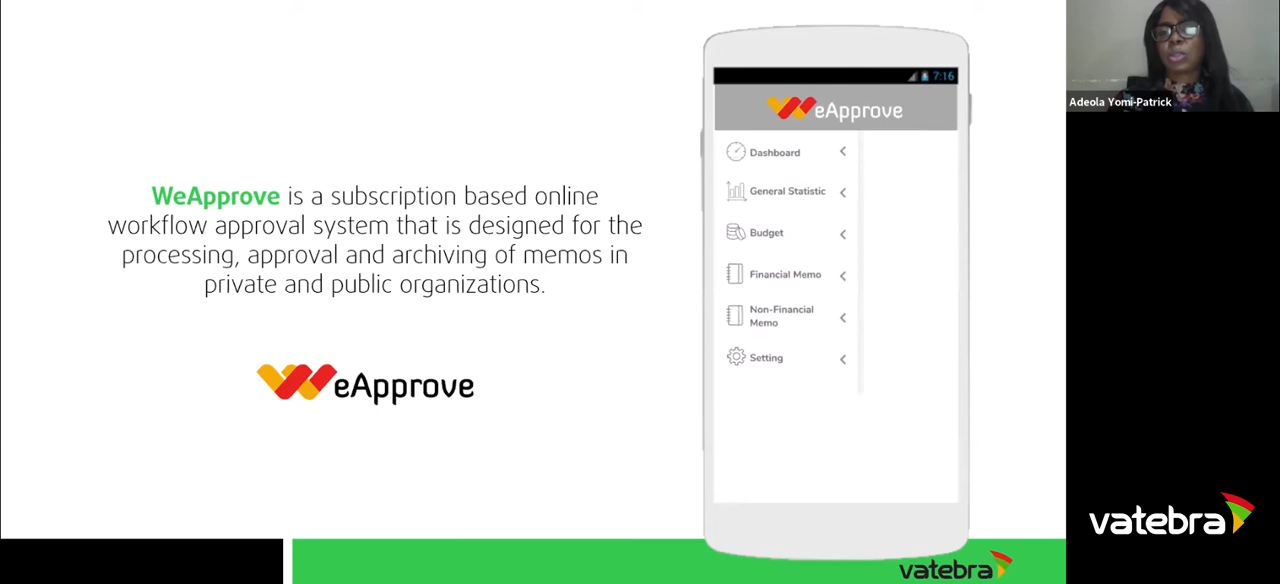 WeApprove is a subscription based online
workflow approval system that is designed for the
processing, approval and archiving of memos in
private and public organizations.
WeApprove
7:16
WeApprove
Dashboard
General Statistic
Budget
Financial Memo
Non-Financial
Memo
Setting
Adeola Yomi-Patrick
vatebra
vatebra